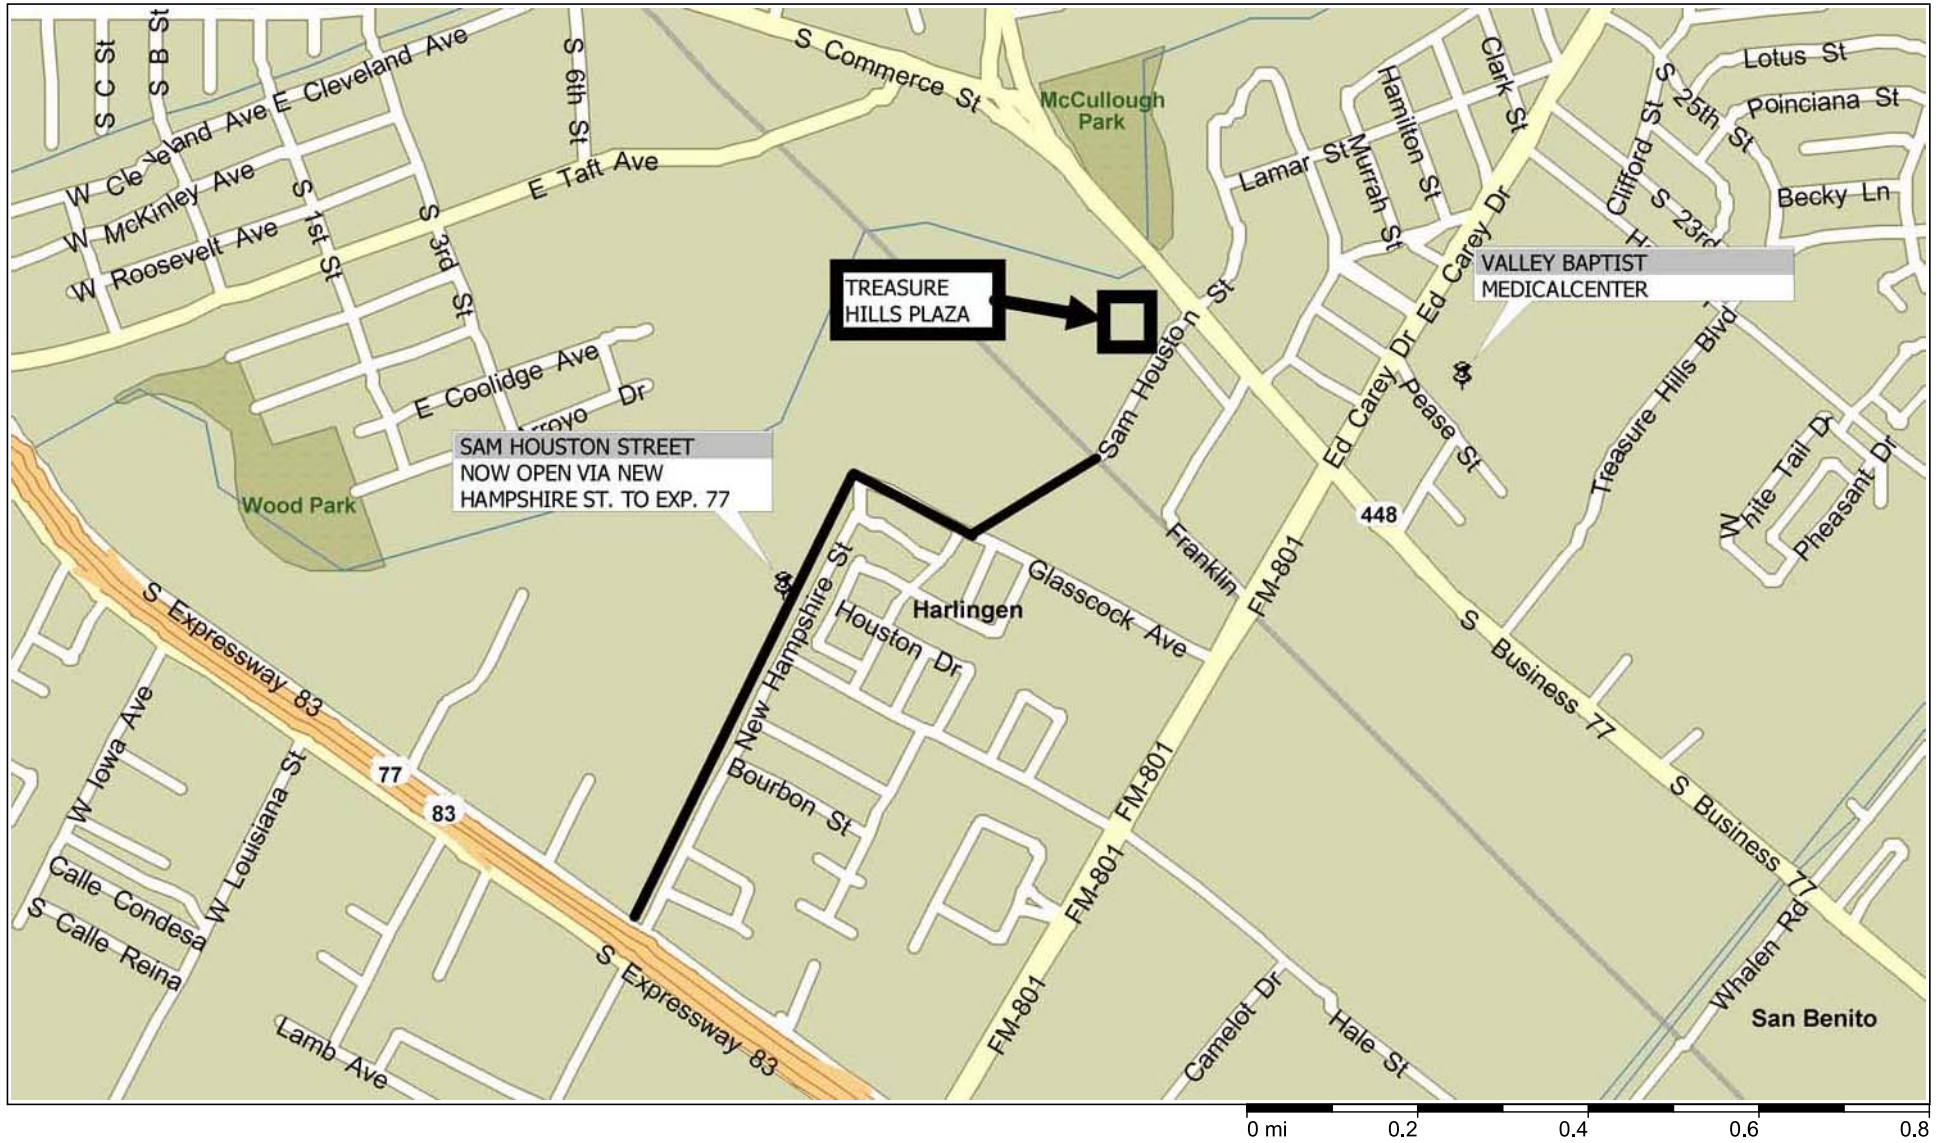 S C St
S B St
E Cleveland Ave
S 6th St
S Commerce St
McCullough
Park
Hamilton St
Clark St
S 25th St
Lotus St
Poinciana St
Clifford St
W Cleveland Ave
W McKinley Ave
W Roosevelt Ave
E Taft Ave
S 1st St
S 3rd St
Lamar St
Murrah St
S 23rd
Becky Ln
Ed Carey Dr
Ed Carey Dr
Ed Carey Dr
VALLEY BAPTIST
MEDICALCENTER
TREASURE
HILLS PLAZA
Sam Houston St
E Coolidge Ave
Pease St
Treasure Hills Blvd
White Tail Dr
Pheasant Dr
SAM HOUSTON STREET
NOW OPEN VIA NEW
HAMPSHIRE ST. TO EXP. 77
Wood Park
448
Franklin
FM-801
Glasscock Ave
Harlingen
Houston Dr
New Hampshire St
S Expressway 83
S Business 77
W Iowa Ave
77
83
FM-801
Bourbon St
W Louisiana St
S Business 77
Calle Condesa
S Calle Reina
FM-801
Whalen Rd
S Expressway 83
FM-801
Camelot Dr
Hale St
San Benito
Lamb Ave
0 mi 0.2 0.4 0.6 0.8